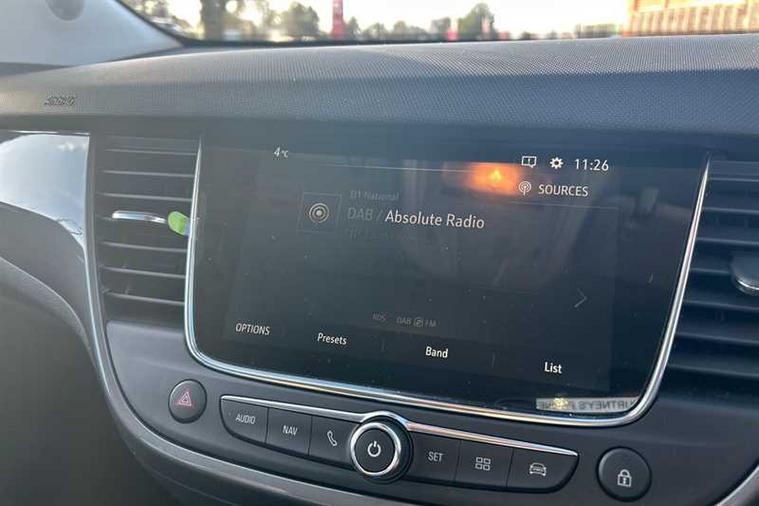 AIRBAG
4°C
11:26
SOURCES
D1 National
DAB / Absolute Radio
RDS DAB FM
OPTIONS
Presets
Band
List
AUDIO
NAV
SET